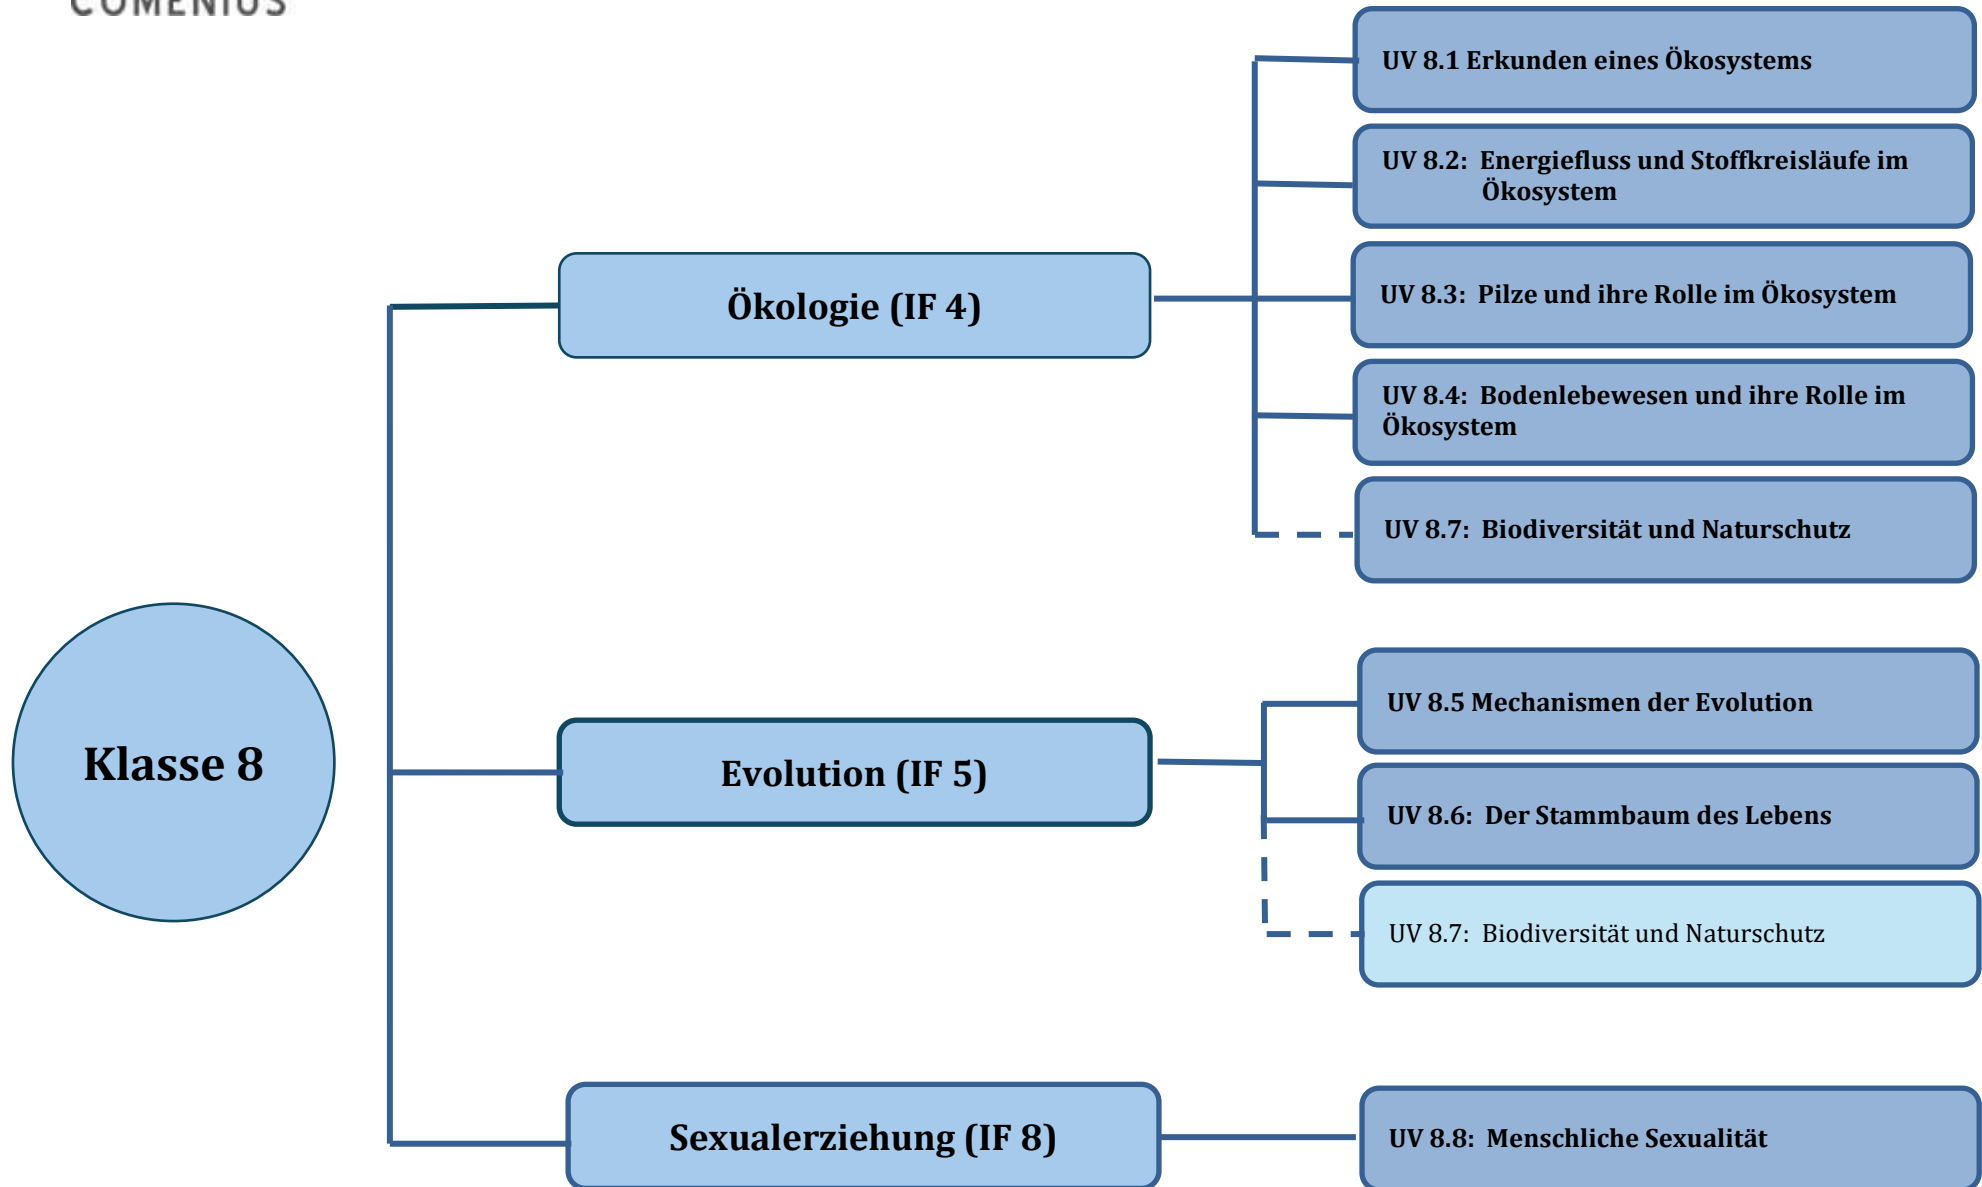 COMENIUS
UV 8.1 Erkunden eines Ökosystems
UV 8.2: Energiefluss und Stoffkreisläufe im
Ökosystem
Ökologie (IF 4)
UV 8.3: Pilze und ihre Rolle im Ökosystem
UV 8.4: Bodenlebewesen und ihre Rolle im
Ökosystem
UV 8.7: Biodiversität und Naturschutz
Klasse 8
Evolution (IF 5)
UV 8.5 Mechanismen der Evolution
UV 8.6: Der Stammbaum des Lebens
UV 8.7: Biodiversität und Naturschutz
Sexualerziehung (IF 8)
UV 8.8: Menschliche Sexualität